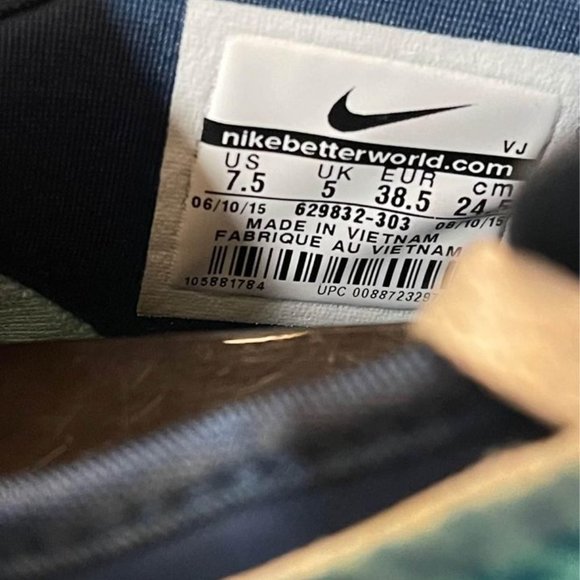 VJ
nikebetterworld.com
US UK EUR cm
7.5 5 38.5 24.5
06/10/15 629832-303 08/10/15
MADE IN VIETNAM
FABRIQUE AU VIETNAM
105881784 UPC